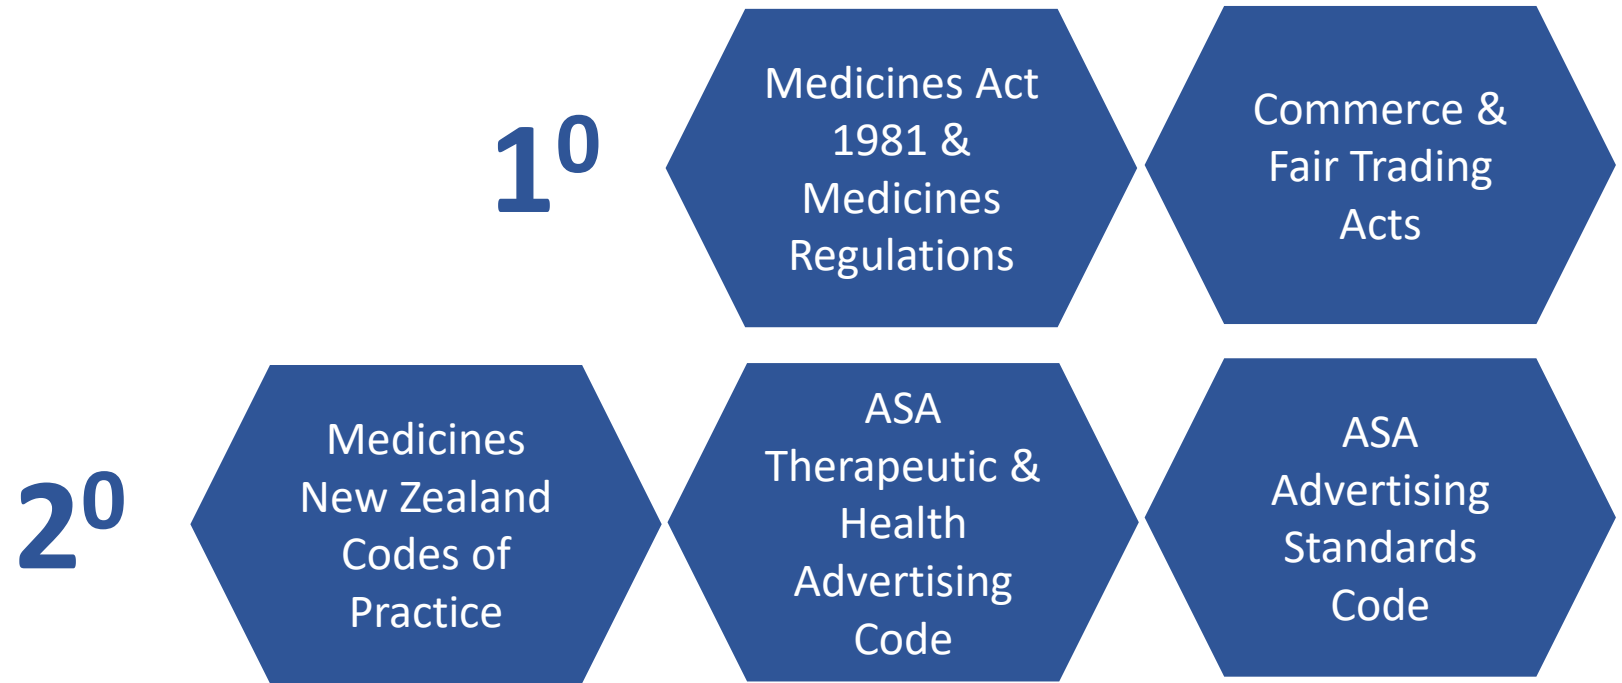 1⁰
Medicines Act
1981 &
Medicines
Regulations
Commerce &
Fair Trading
Acts
2⁰
Medicines
New Zealand
Codes of
Practice
ASA
Therapeutic &
Health
Advertising
Code
ASA
Advertising
Standards
Code